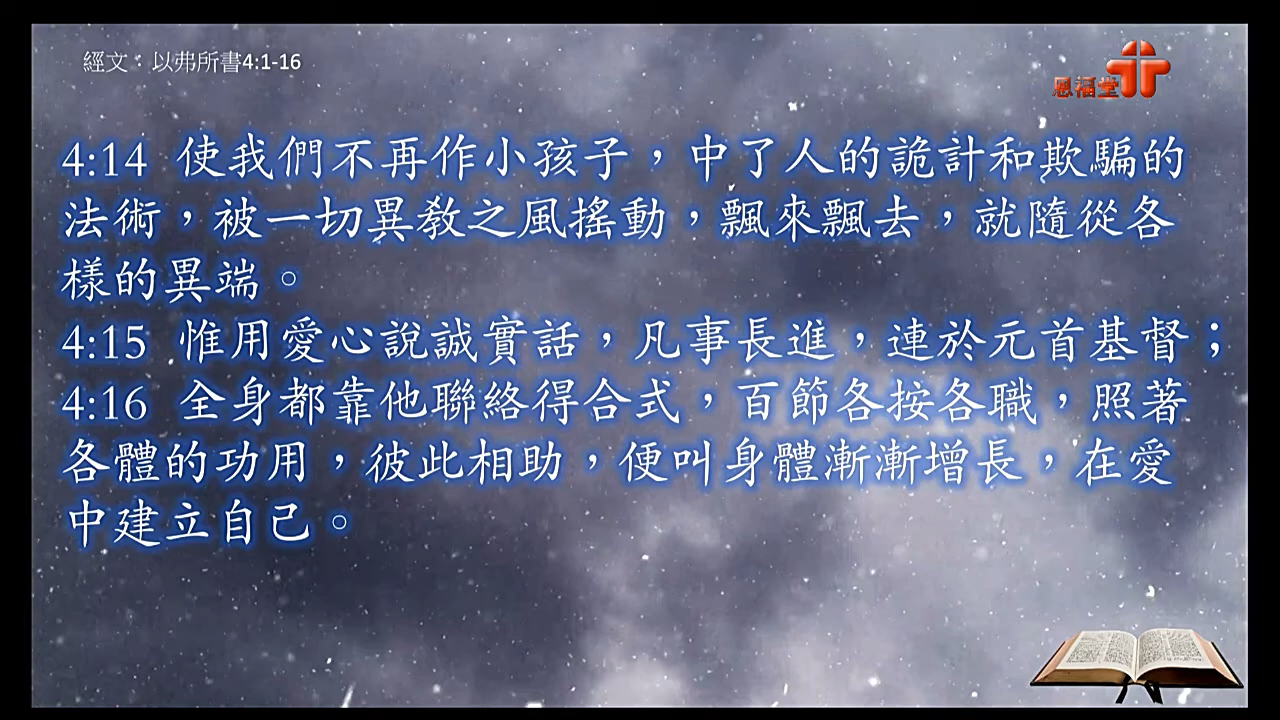 經文：以弗所書4:1-16
恩福堂
4:14 使我們不再作小孩子，中了人的詭計和欺騙的
法術，被一切異教之風搖動，飄來飄去，就隨從各
樣的異端。
4:15 惟用愛心說誠實話，凡事長進，連於元首基督；
4:16 全身都靠他聯絡得合式，百節各按各職，照著
各體的功用，彼此相助，便叫身體漸漸增長，在愛
中建立自己。